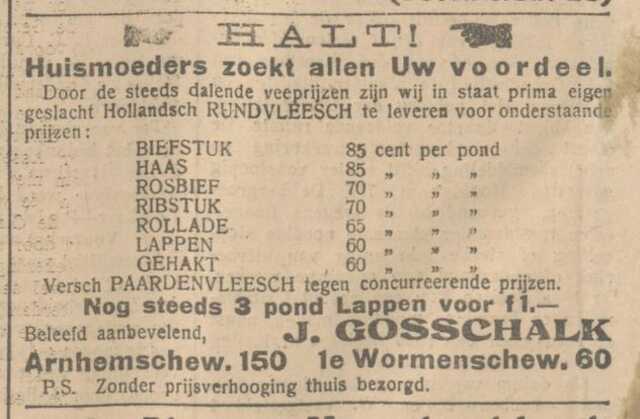 HALT!
Huismoeders zoekt allen Uw voordeel.
Door de steeds dalende veeprijzen zijn wij in staat prima eigen
geslacht Hollandsch RUNDVLEESCH te leveren voor onderstaande
prijzen:
BIEFSTUK 85 cent per pond
HAAS 85 „ „ „
ROSBIEF 70 „ „ „
RIBSTUK 70 „ „ „
ROLLADE 65 „ „ „
LAPPEN 60 „ „ „
GEHAKT 60 „ „ „
Versch PAARDENVLEESCH tegen concurreerende prijzen.
Nog steeds 3 pond Lappen voor f1.—
Beleefd aanbevelend, J. GOSSCHALK
Arnhemschew. 150 1e Wormenschew. 60
P.S. Zonder prijsverhooging thuis bezorgd.